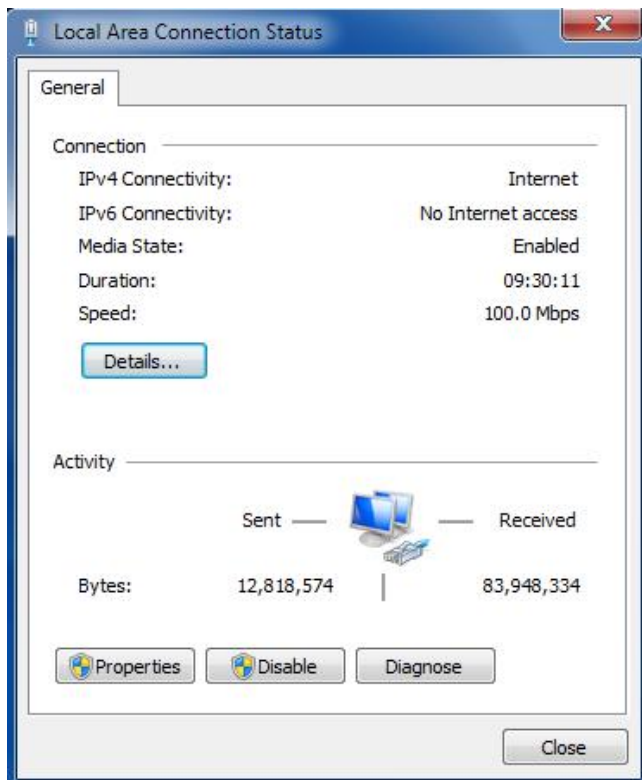 Local Area Connection Status
General
Connection
IPv4 Connectivity: Internet
IPv6 Connectivity: No Internet access
Media State: Enabled
Duration: 09:30:11
Speed: 100.0 Mbps
Details...
Activity
Sent Received
Bytes: 12,818,574 83,948,334
Properties Disable Diagnose
Close